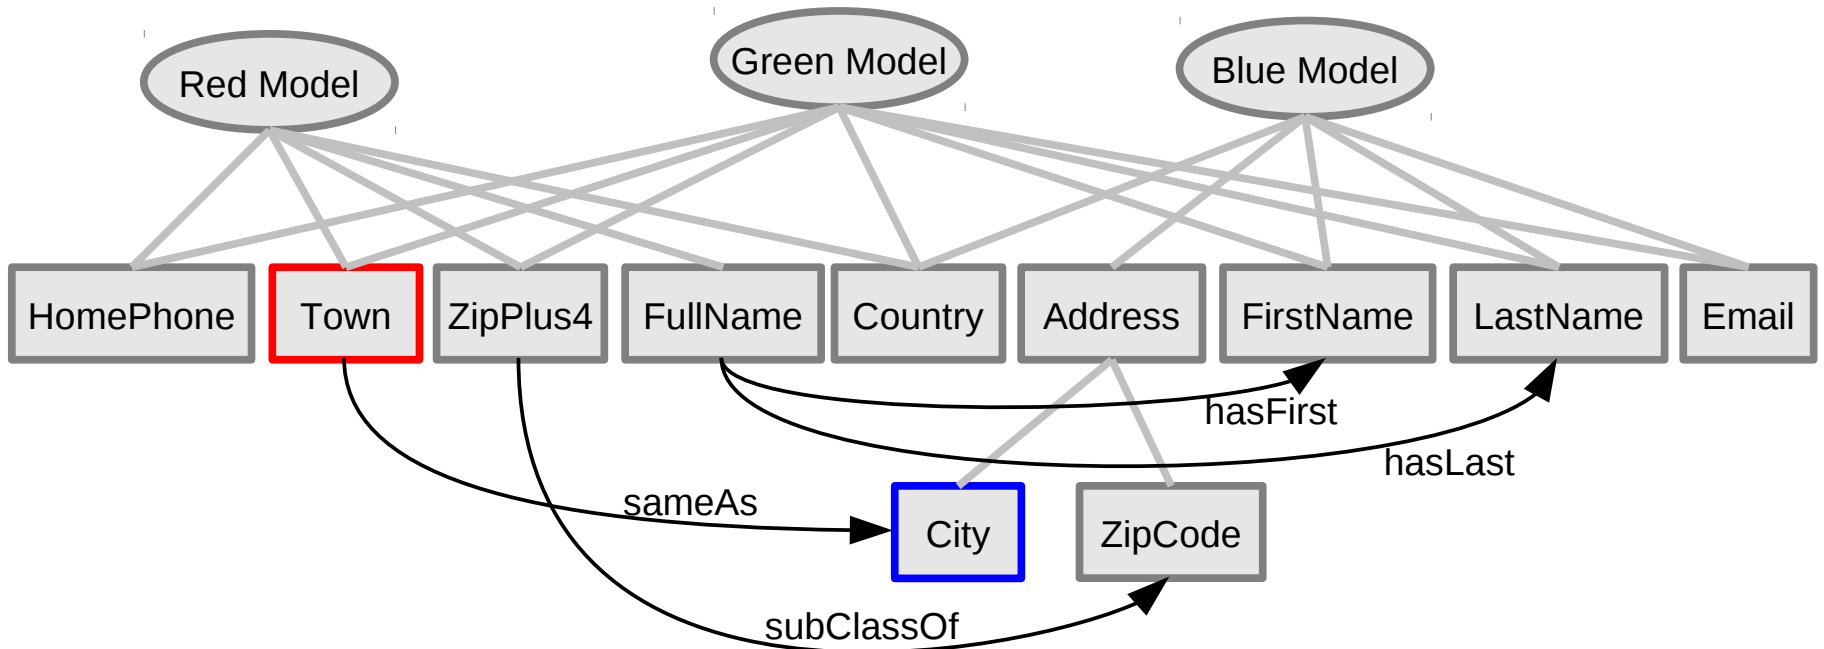 Red Model
Green Model
Blue Model
HomePhone
Town
ZipPlus4
FullName
Country
Address
FirstName
LastName
Email
hasFirst
hasLast
sameAs
City
ZipCode
subClassOf